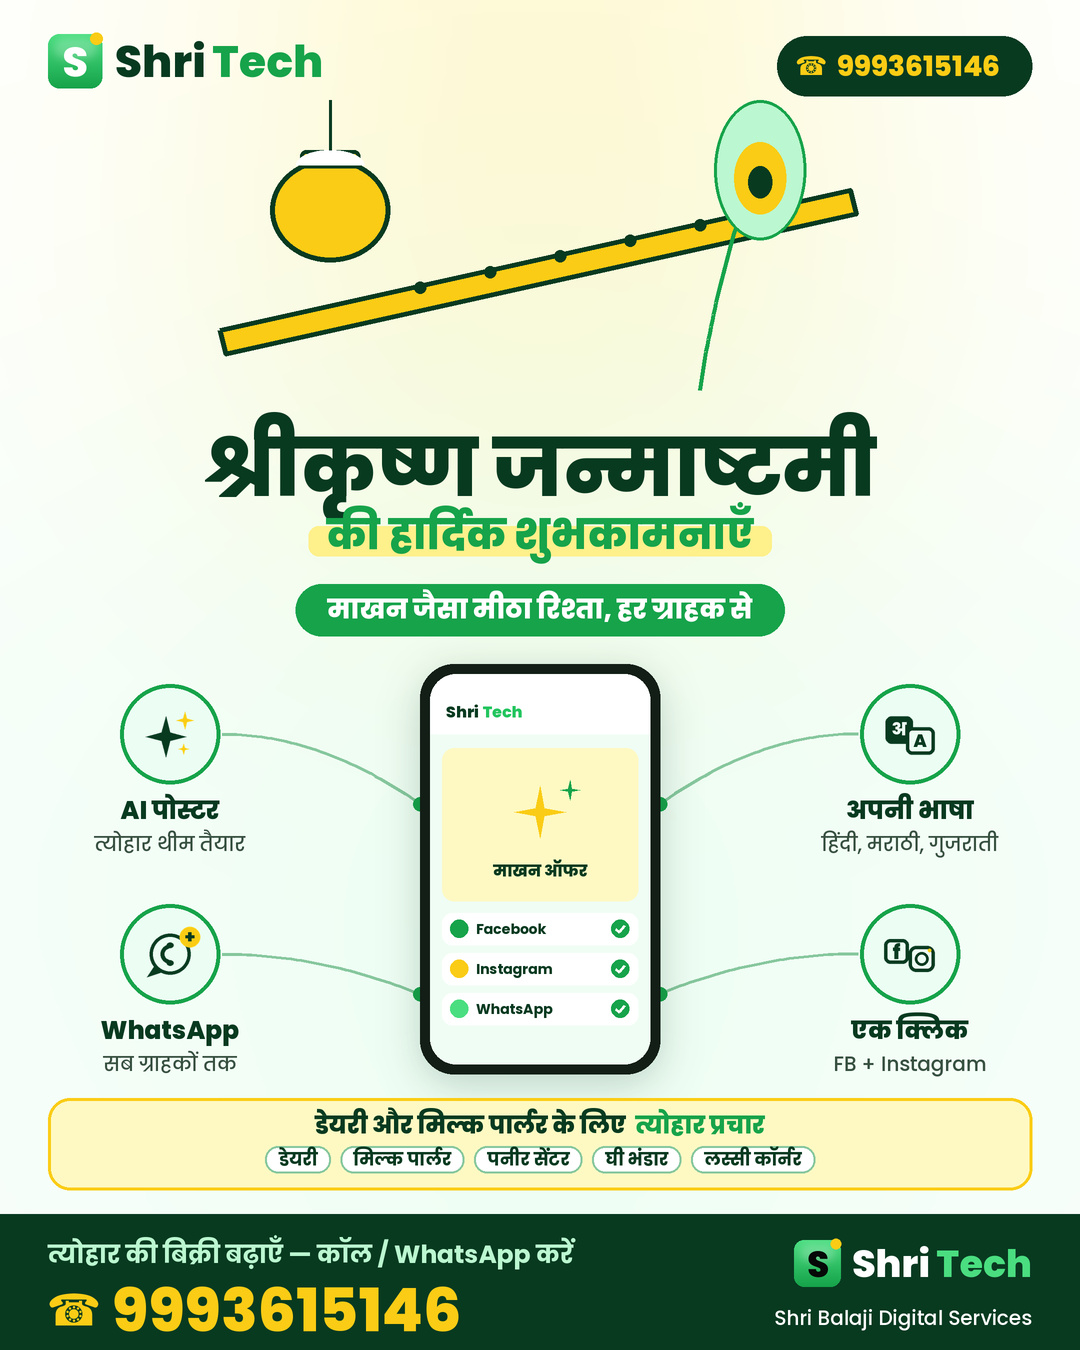 S Shri Tech
☎ 9993615146
श्रीकृष्ण जन्माष्टमी
की हार्दिक शुभकामनाएँ
माखन जैसा मीठा रिश्ता, हर ग्राहक से
Shri Tech
माखन ऑफर
Facebook
Instagram
WhatsApp
AI पोस्टर
त्योहार थीम तैयार
अ A
अपनी भाषा
हिंदी, मराठी, गुजराती
WhatsApp
सब ग्राहकों तक
f
एक क्लिक
FB + Instagram
डेयरी और मिल्क पार्लर के लिए त्योहार प्रचार
डेयरी मिल्क पार्लर पनीर सेंटर घी भंडार लस्सी कॉर्नर
त्योहार की बिक्री बढ़ाएँ — कॉल / WhatsApp करें
☎ 9993615146
S Shri Tech
Shri Balaji Digital Services